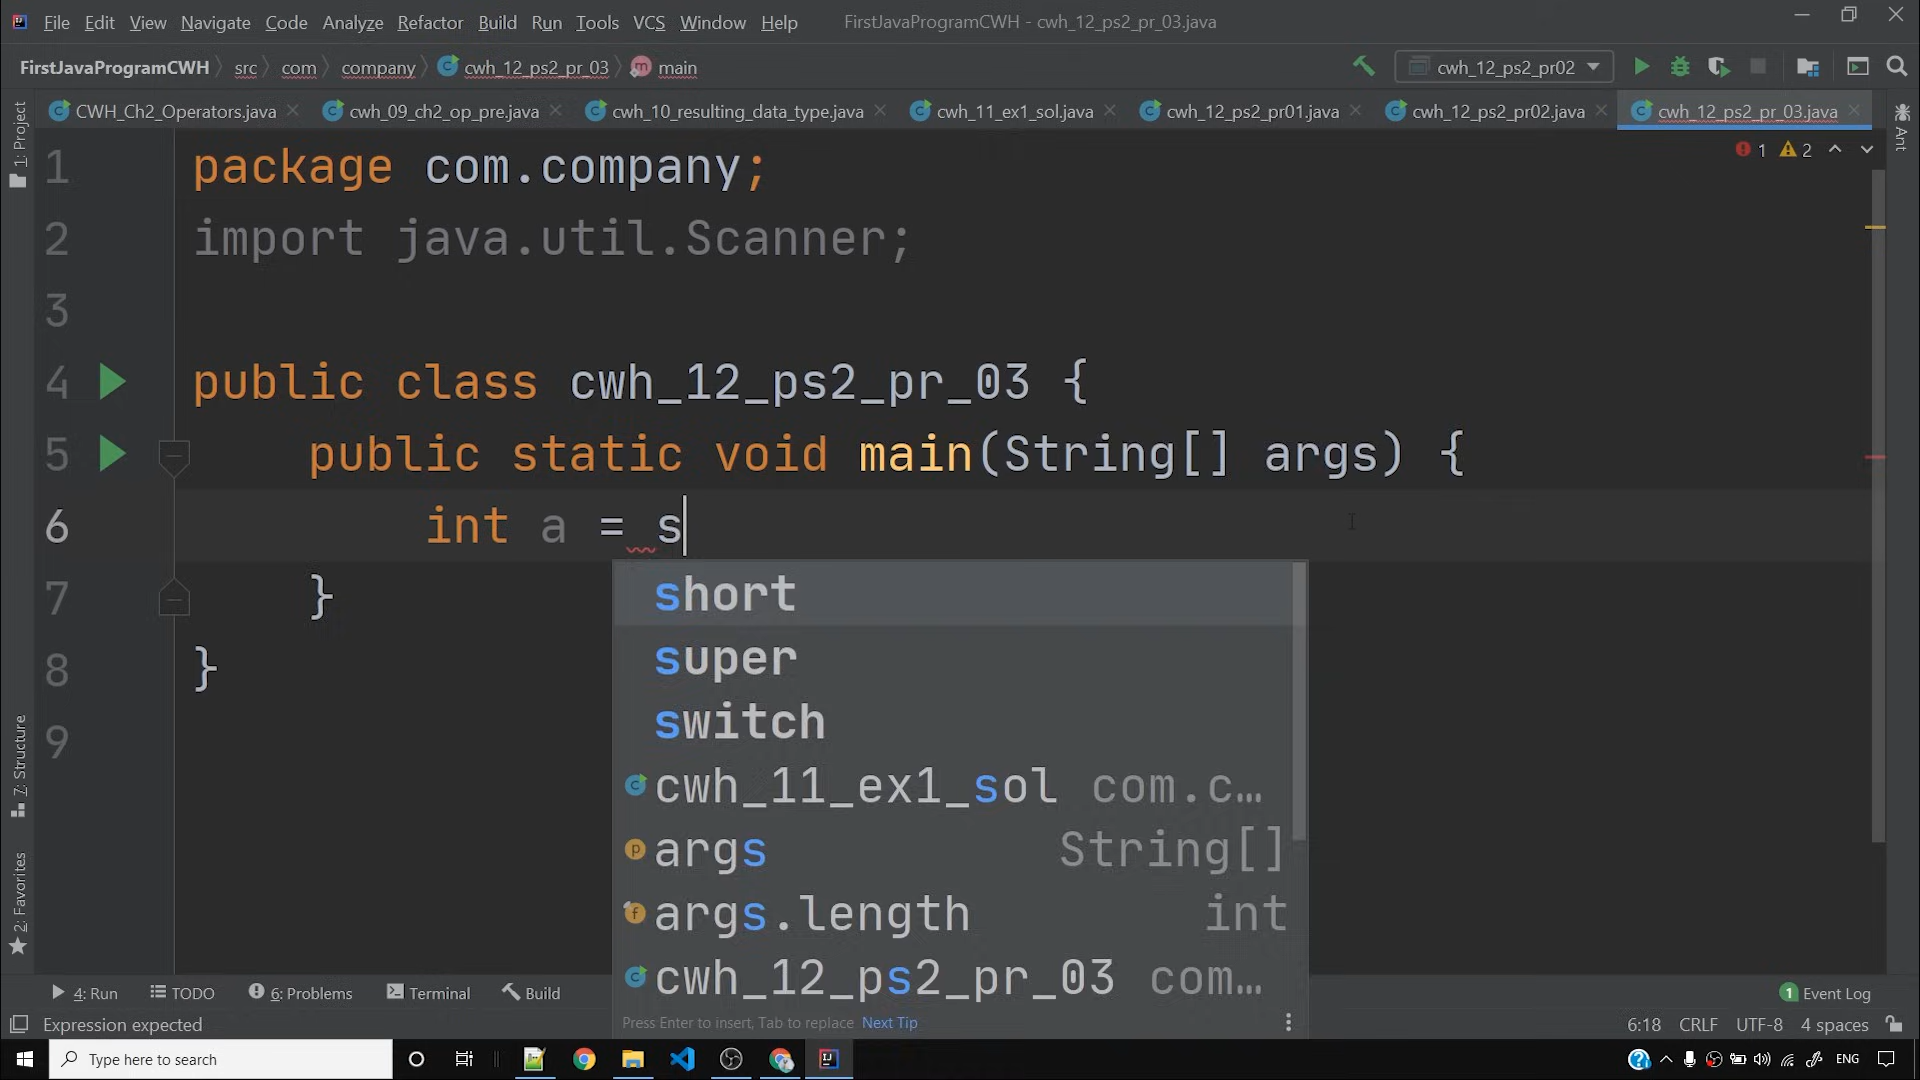 File Edit View Navigate Code Analyze Refactor Build Run Tools VCS Window Help FirstJavaProgramCWH - cwh_12_ps2_pr_03.java
FirstJavaProgramCWH src com company cwh_12_ps2_pr_03 main cwh_12_ps2_pr02
CWH_Ch2_Operators.java cwh_09_ch2_op_pre.java cwh_10_resulting_data_type.java cwh_11_ex1_sol.java cwh_12_ps2_pr01.java cwh_12_ps2_pr02.java cwh_12_ps2_pr_03.java
1: Project
Ant
1 2
1 package com.company;
2 import java.util.Scanner;
3
4 public class cwh_12_ps2_pr_03 {
5 public static void main(String[] args) {
6 int a = s
7 }
8 }
9
short
super
switch
cwh_11_ex1_sol com.c…
args String[]
args.length int
cwh_12_ps2_pr_03 com…
Press Enter to insert, Tab to replace Next Tip
7: Structure
2: Favorites
4: Run TODO 6: Problems Terminal Build 1 Event Log
Expression expected 6:18 CRLF UTF-8 4 spaces
Type here to search ENG